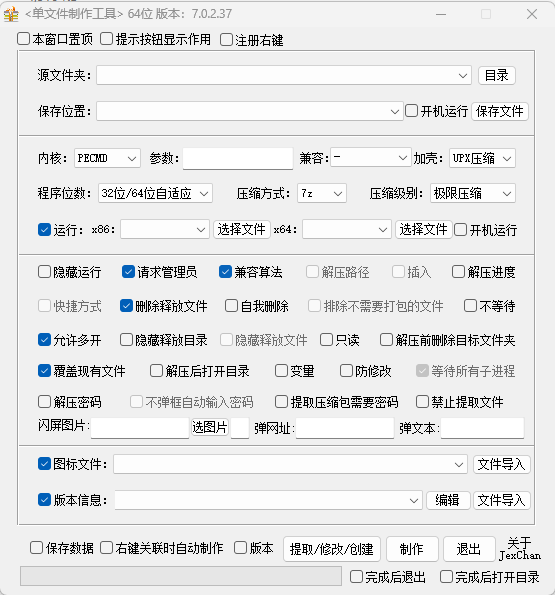 <单文件制作工具> 64位 版本: 7.0.2.37
本窗口置顶 提示按钮显示作用 注册右键
源文件夹: 目录
保存位置: 开机运行 保存文件
内核: PECMD 参数: 兼容: - 加壳: UPX压缩
程序位数: 32位/64位自适应 压缩方式: 7z 压缩级别: 极限压缩
运行: x86: 选择文件 x64: 选择文件 开机运行
隐藏运行 请求管理员 兼容算法 解压路径 插入 解压进度
快捷方式 删除释放文件 自我删除 排除不需要打包的文件 不等待
允许多开 隐藏释放目录 隐藏释放文件 只读 解压前删除目标文件夹
覆盖现有文件 解压后打开目录 变量 防修改 等待所有子进程
解压密码 不弹框自动输入密码 提取压缩包需要密码 禁止提取文件
闪屏图片: 选图片 弹网址: 弹文本:
图标文件: 文件导入
版本信息: 编辑 文件导入
保存数据 右键关联时自动制作 版本 提取/修改/创建 制作 退出 关于
JexChan
完成后退出 完成后打开目录